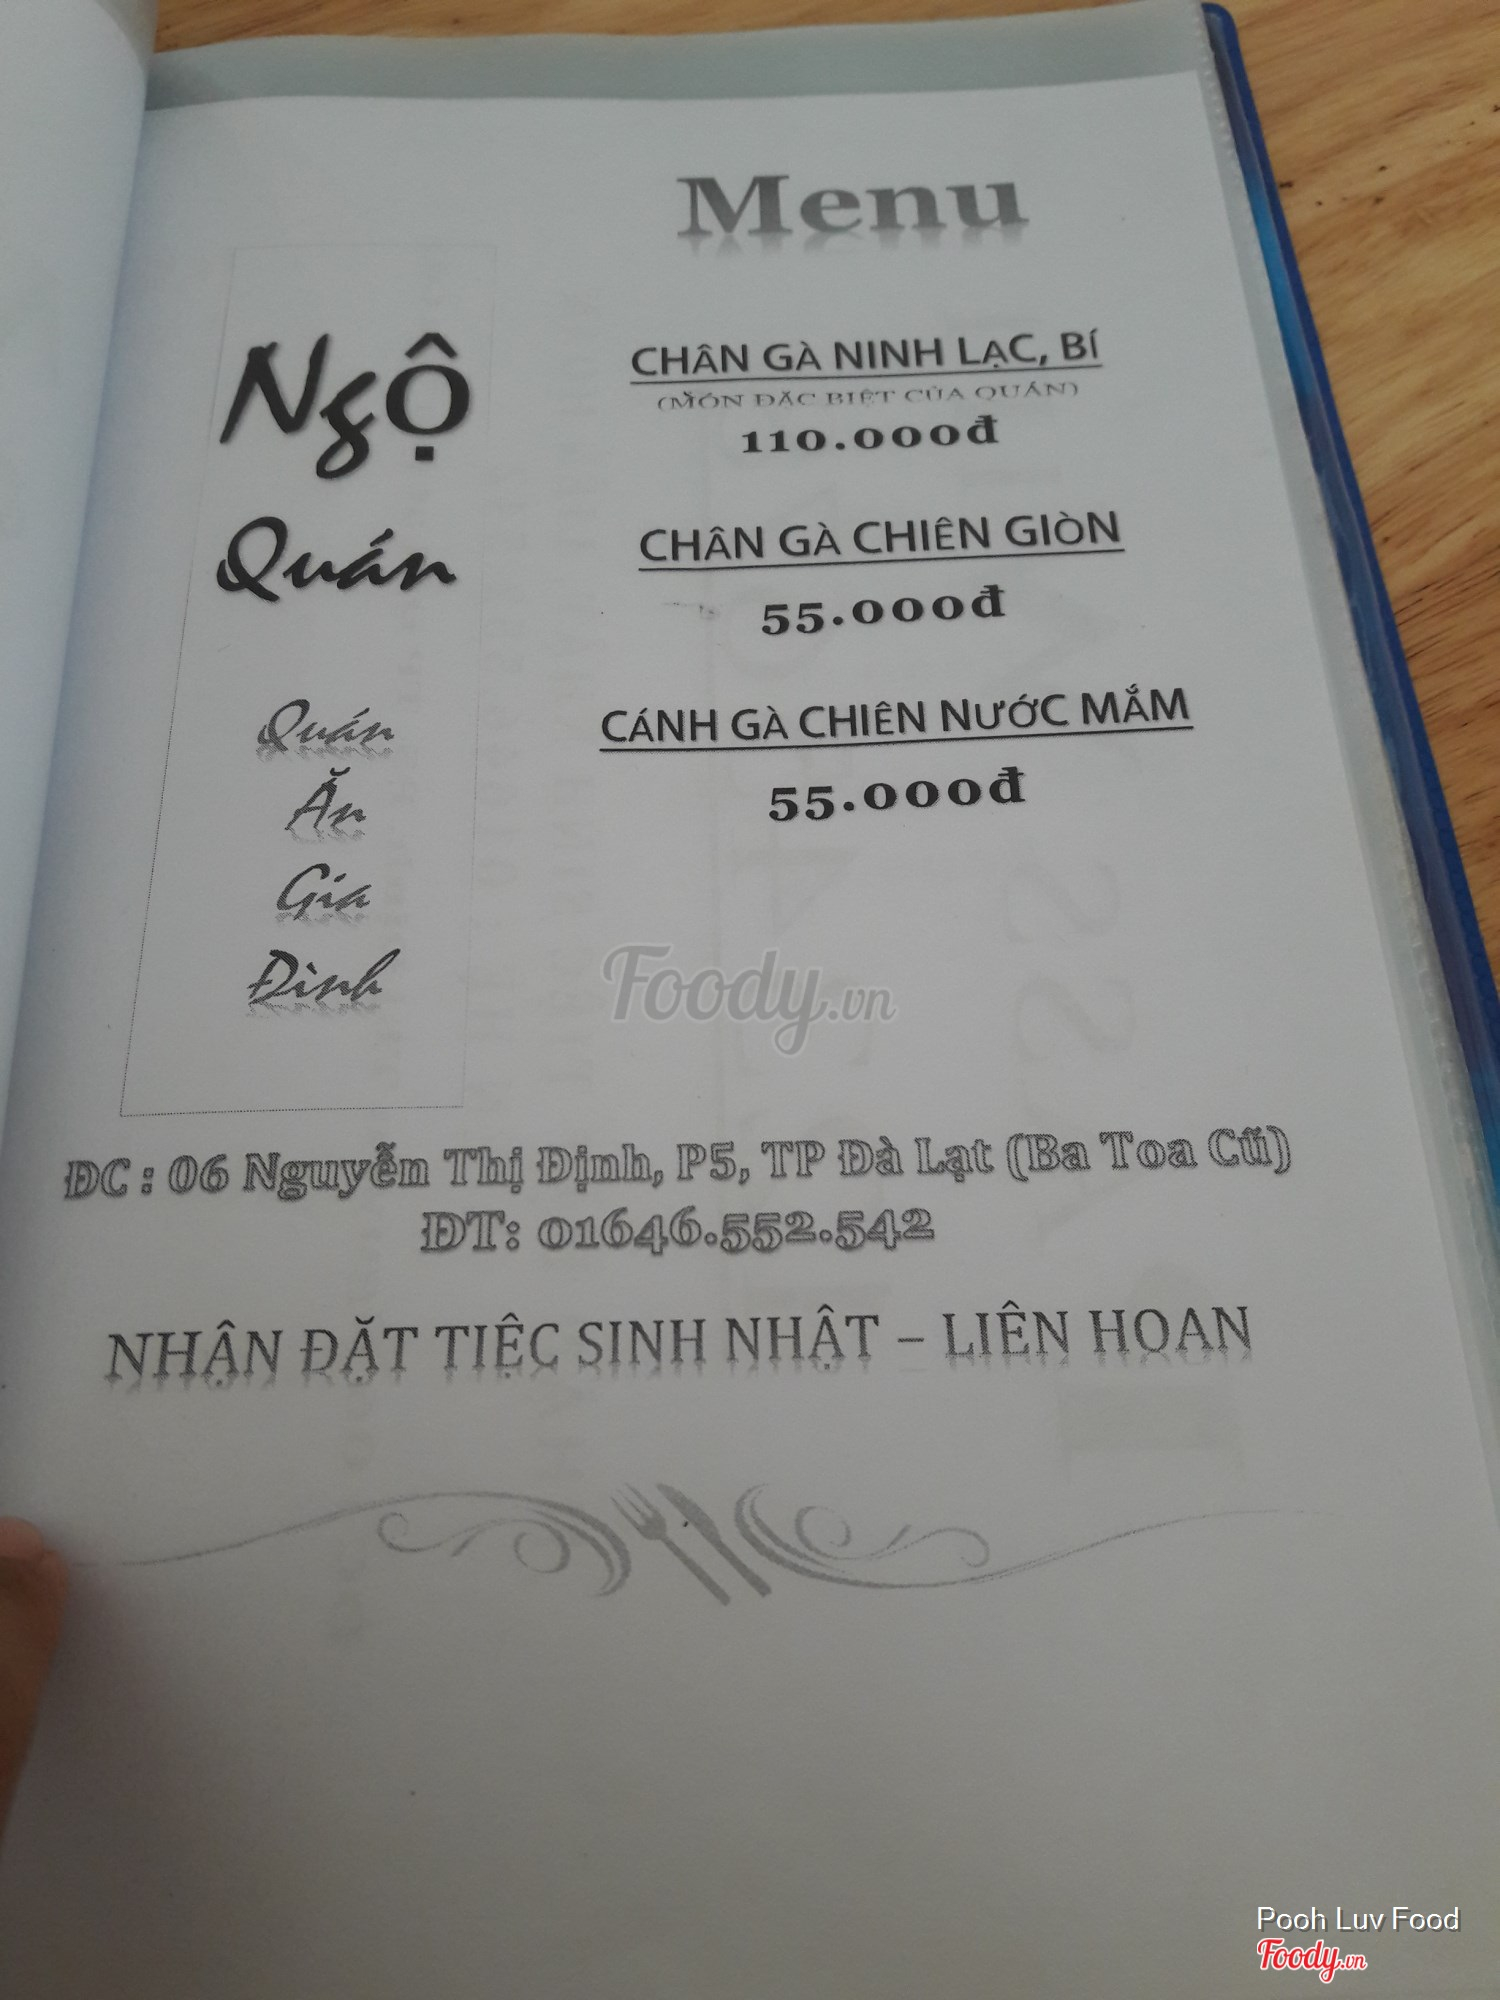 Menu
Ngộ
Quán
Quán
Ăn
Gia
Đình
CHÂN GÀ NINH LẠC, BÍ
(MÓN ĐẶC BIỆT CỦA QUÁN)
110.000đ
CHÂN GÀ CHIÊN GIÒN
55.000đ
CÁNH GÀ CHIÊN NƯỚC MẮM
55.000đ
Foody.vn
ĐC : 06 Nguyễn Thị Định, P5, TP Đà Lạt (Ba Toa Cũ)
ĐT: 01646.552.542
NHẬN ĐẶT TIỆC SINH NHẬT – LIÊN HOAN
Pooh Luv Food
Foody.vn